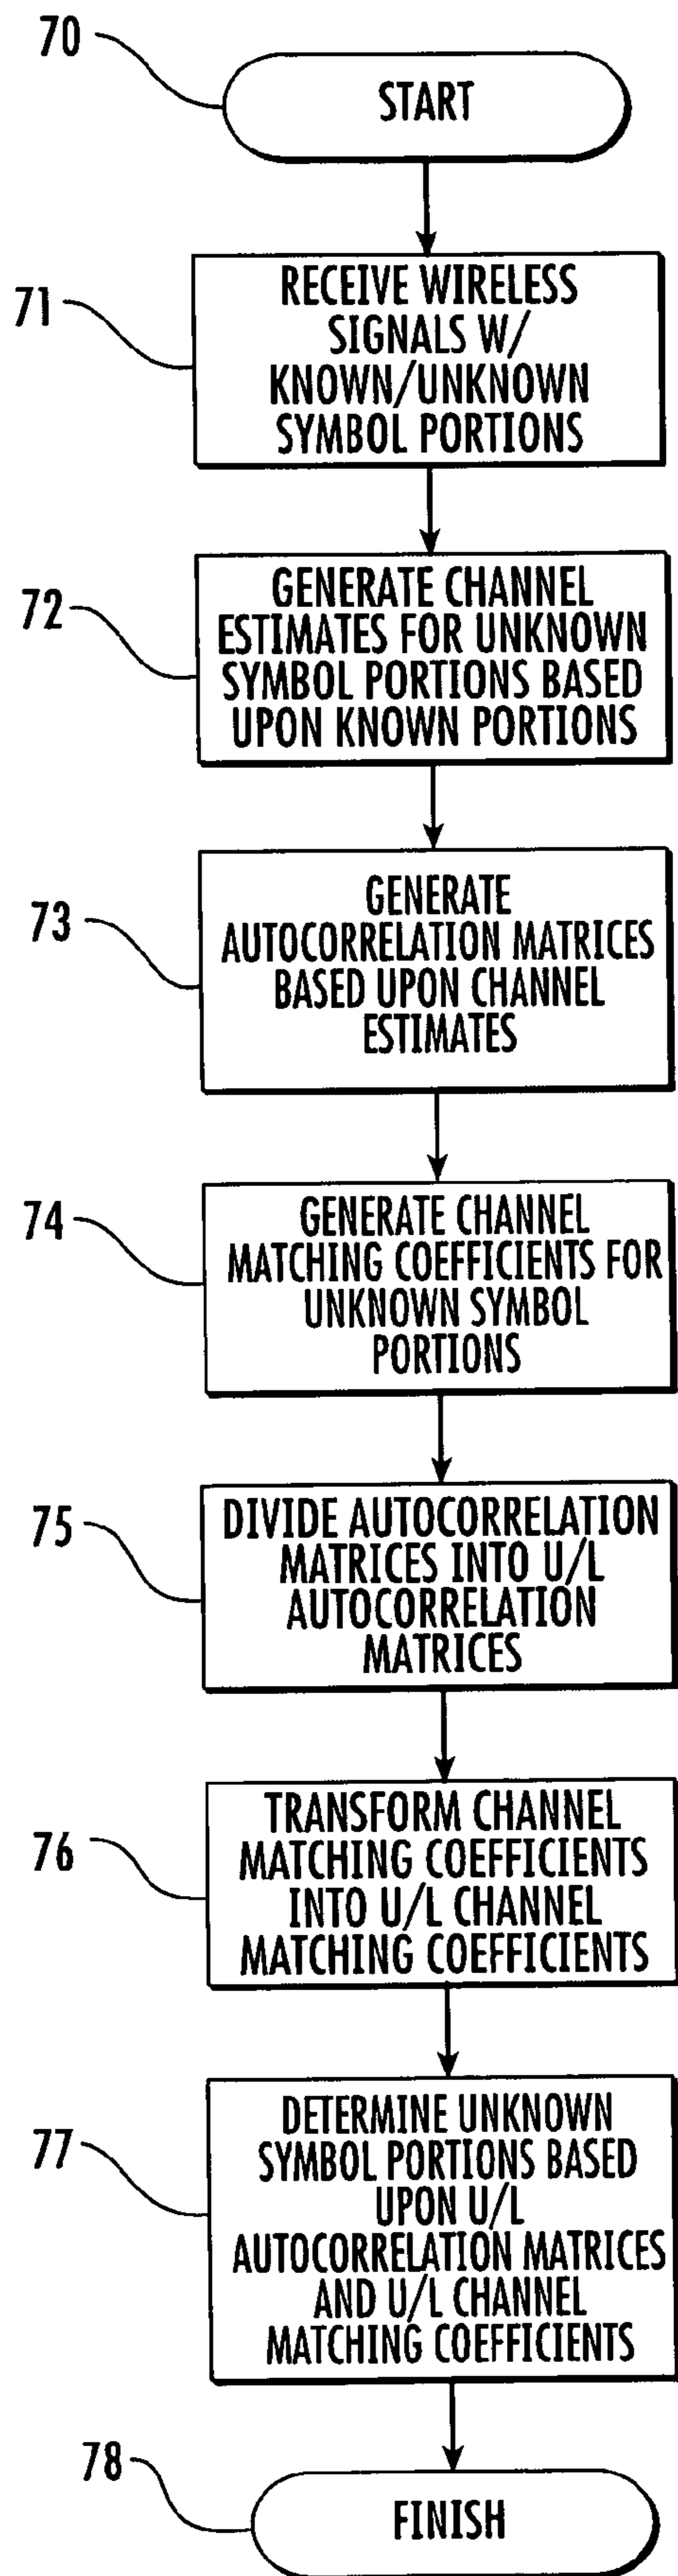 70
START
71
RECEIVE WIRELESS
SIGNALS W/
KNOWN/UNKNOWN
SYMBOL PORTIONS
72
GENERATE CHANNEL
ESTIMATES FOR UNKNOWN
SYMBOL PORTIONS BASED
UPON KNOWN PORTIONS
73
GENERATE
AUTOCORRELATION MATRICES
BASED UPON CHANNEL
ESTIMATES
74
GENERATE CHANNEL
MATCHING COEFFICIENTS FOR
UNKNOWN SYMBOL
PORTIONS
75
DIVIDE AUTOCORRELATION
MATRICES INTO U/L
AUTOCORRELATION
MATRICES
76
TRANSFORM CHANNEL
MATCHING COEFFICIENTS
INTO U/L CHANNEL
MATCHING COEFFICIENTS
77
DETERMINE UNKNOWN
SYMBOL PORTIONS BASED
UPON U/L
AUTOCORRELATION MATRICES
AND U/L CHANNEL
MATCHING COEFFICIENTS
78
FINISH